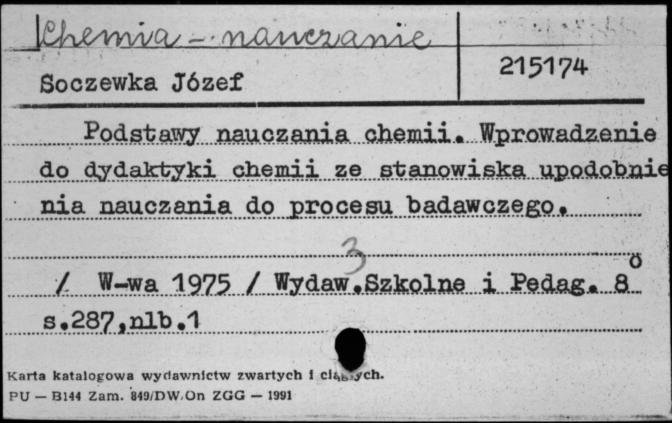 Chemia - nauczanie
Soczewka Józef
215174
Podstawy nauczania chemii. Wprowadzenie
do dydaktyki chemii ze stanowiska upodobnie
nia nauczania do procesu badawczego.
3
/ W-wa 1975 / Wydaw.Szkolne i Pedag. 8°
s.287,nlb.1
Karta katalogowa wydawnictw zwartych i ciągłych.
PU — B144 Zam. 849/DW/On ZGG — 1991